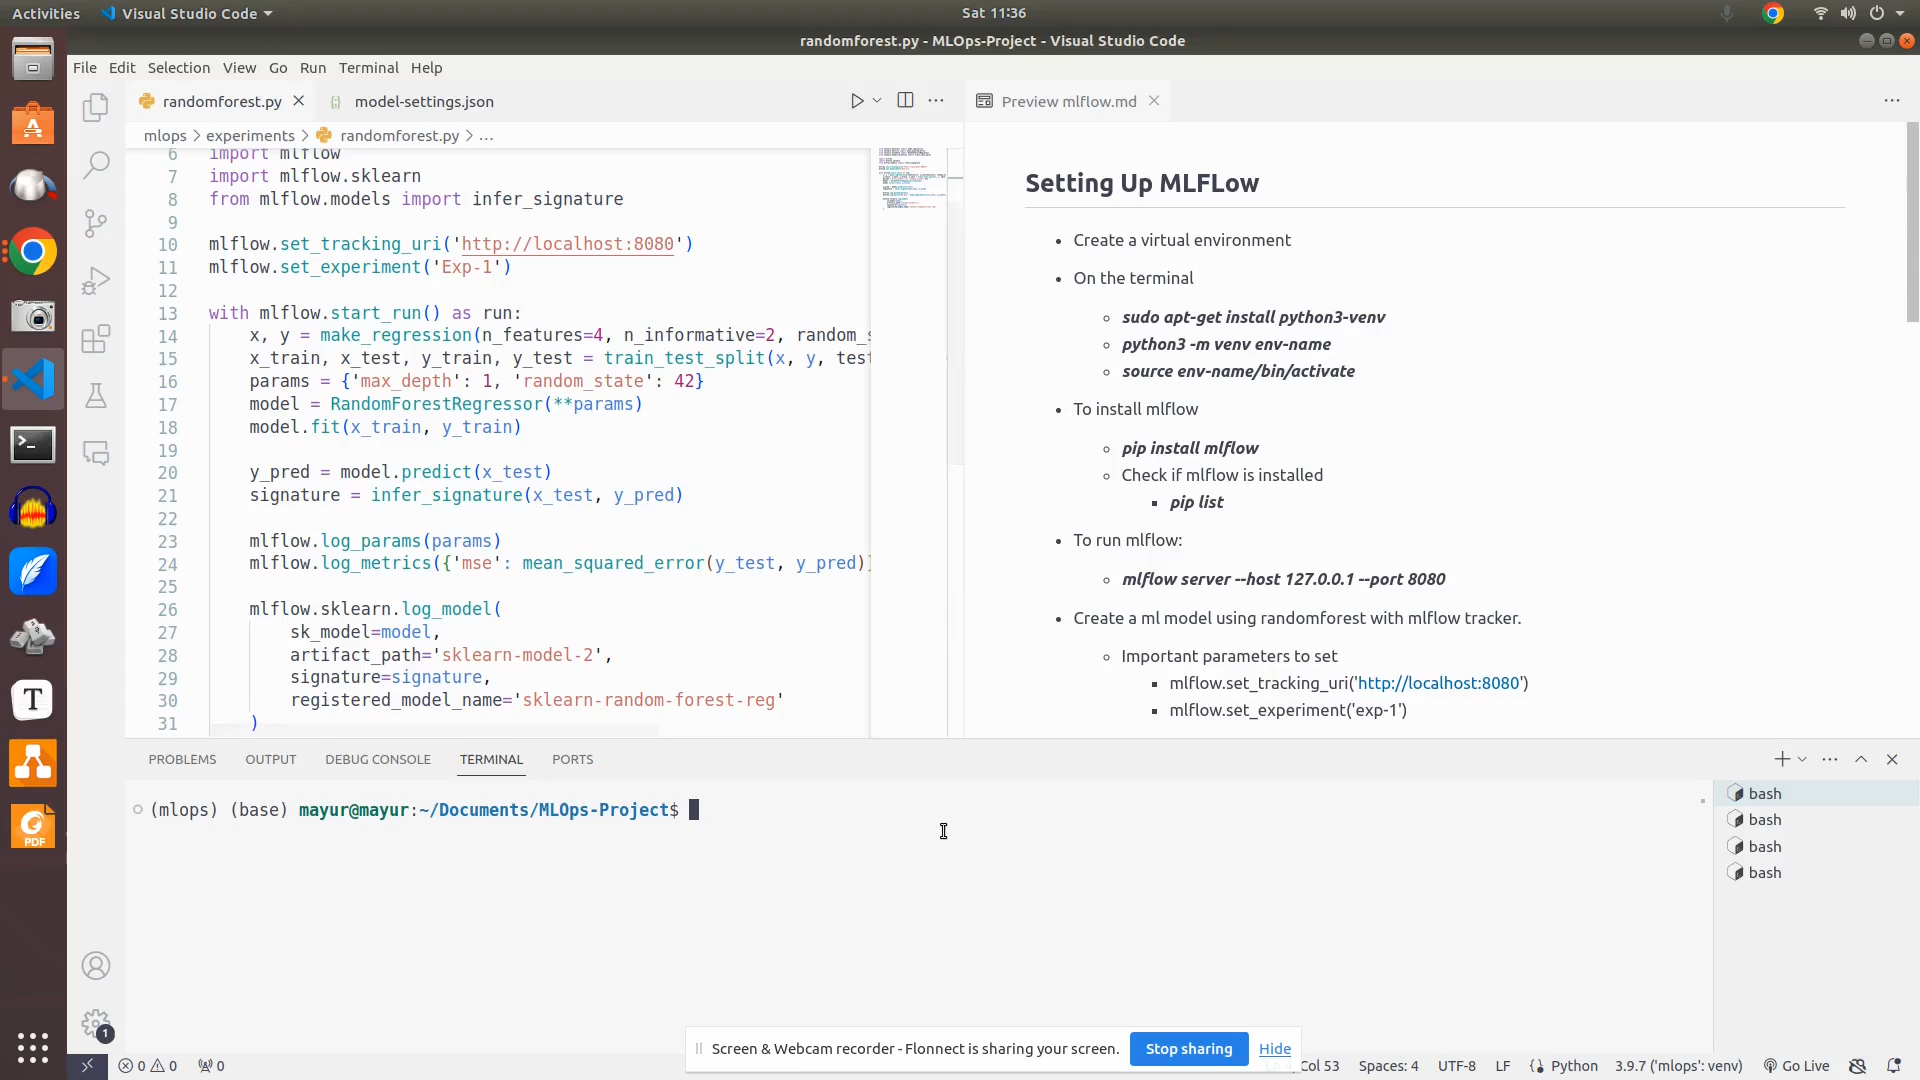 Activities
Visual Studio Code
Sat 11:36
randomforest.py - MLOps-Project - Visual Studio Code
File Edit Selection View Go Run Terminal Help
randomforest.py
model-settings.json
Preview mlflow.md
mlops > experiments > randomforest.py > ...
6 import mlflow
7 import mlflow.sklearn
8 from mlflow.models import infer_signature
9
10 mlflow.set_tracking_uri('http://localhost:8080')
11 mlflow.set_experiment('Exp-1')
12
13 with mlflow.start_run() as run:
14 x, y = make_regression(n_features=4, n_informative=2, random_s
15 x_train, x_test, y_train, y_test = train_test_split(x, y, test
16 params = {'max_depth': 1, 'random_state': 42}
17 model = RandomForestRegressor(**params)
18 model.fit(x_train, y_train)
19
20 y_pred = model.predict(x_test)
21 signature = infer_signature(x_test, y_pred)
22
23 mlflow.log_params(params)
24 mlflow.log_metrics({'mse': mean_squared_error(y_test, y_pred)}
25
26 mlflow.sklearn.log_model(
27 sk_model=model,
28 artifact_path='sklearn-model-2',
29 signature=signature,
30 registered_model_name='sklearn-random-forest-reg'
31 )
Setting Up MLFLow
• Create a virtual environment
• On the terminal
◦ sudo apt-get install python3-venv
◦ python3 -m venv env-name
◦ source env-name/bin/activate
• To install mlflow
◦ pip install mlflow
◦ Check if mlflow is installed
▪ pip list
• To run mlflow:
◦ mlflow server --host 127.0.0.1 --port 8080
• Create a ml model using randomforest with mlflow tracker.
◦ Important parameters to set
▪ mlflow.set_tracking_uri('http://localhost:8080')
▪ mlflow.set_experiment('exp-1')
PROBLEMS OUTPUT DEBUG CONSOLE TERMINAL PORTS
(mlops) (base) mayur@mayur:~/Documents/MLOps-Project$
bash
bash
bash
bash
T
PDF
1
Screen & Webcam recorder - Flonnect is sharing your screen.
Stop sharing
Hide
0 0 0
Col 53 Spaces: 4 UTF-8 LF Python 3.9.7 ('mlops': venv) Go Live